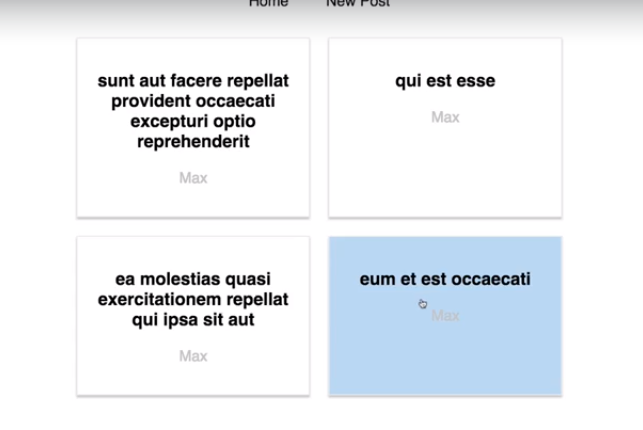 Home New Post
sunt aut facere repellat
provident occaecati
excepturi optio
reprehenderit
Max
qui est esse
Max
ea molestias quasi
exercitationem repellat
qui ipsa sit aut
Max
eum et est occaecati
Max